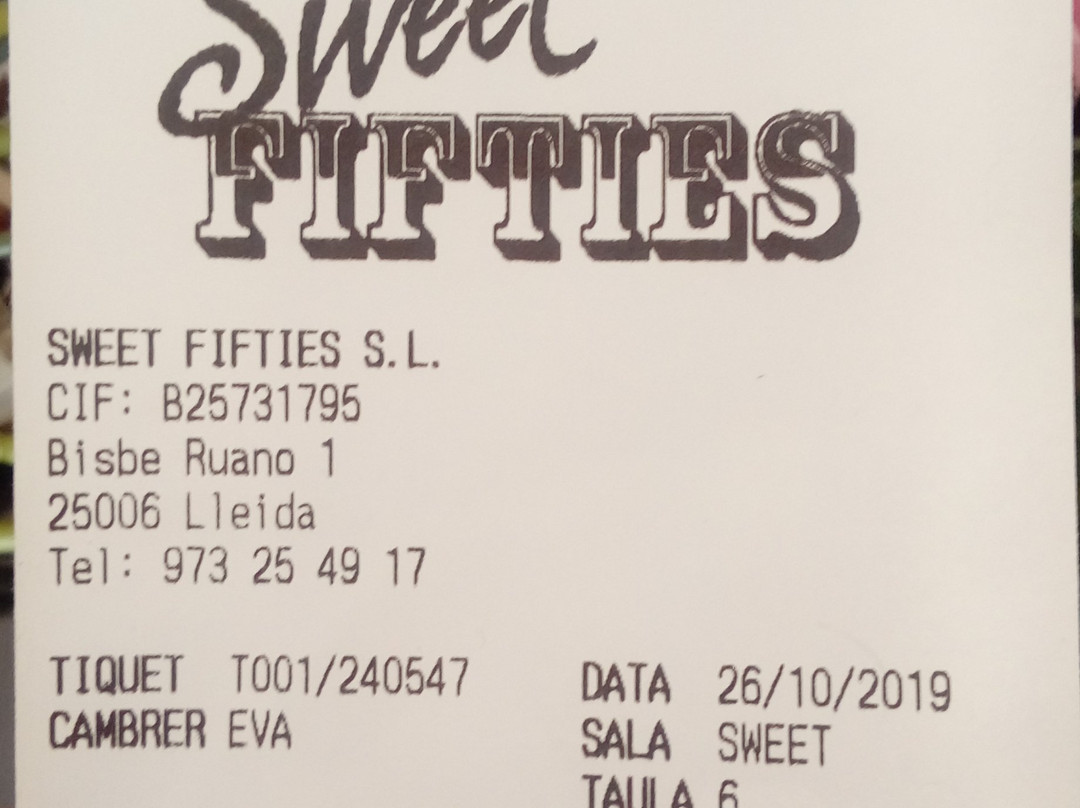 Sweet
FIFTIES
SWEET FIFTIES S.L.
CIF: B25731795
Bisbe Ruano 1
25006 Lleida
Tel: 973 25 49 17
TIQUET T001/240547 DATA 26/10/2019
CAMBRER EVA SALA SWEET
TAULA 6